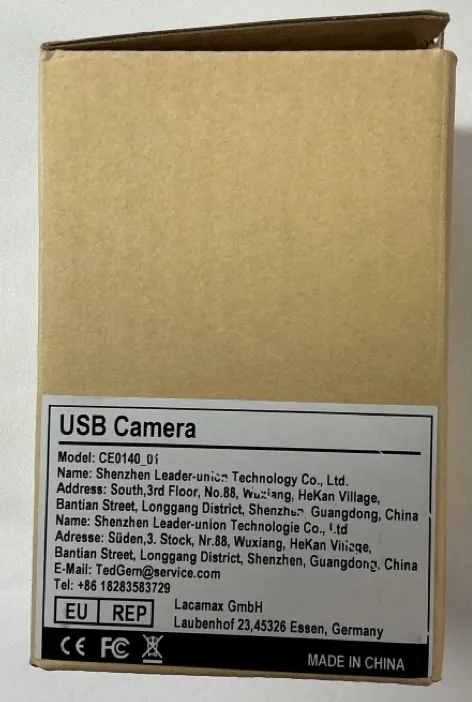 USB Camera
Model: CE0140_01
Name: Shenzhen Leader-union Technology Co., Ltd.
Address: South,3rd Floor, No.88, Wuxiang, HeKan Village,
Bantian Street, Longgang District, Shenzhen Guangdong, China
Name: Shenzhen Leader-union Technologie Co., Ltd
Adresse: Süden,3. Stock, Nr.88, Wuxiang, HeKan Village,
Bantian Street, Longgang District, Shenzhen, Guangdong, China
E-Mail: TedGem@service.com
Tel: +86 18283583729
EU REP
Lacamax GmbH
Laubenhof 23,45326 Essen, Germany
CE FC
MADE IN CHINA